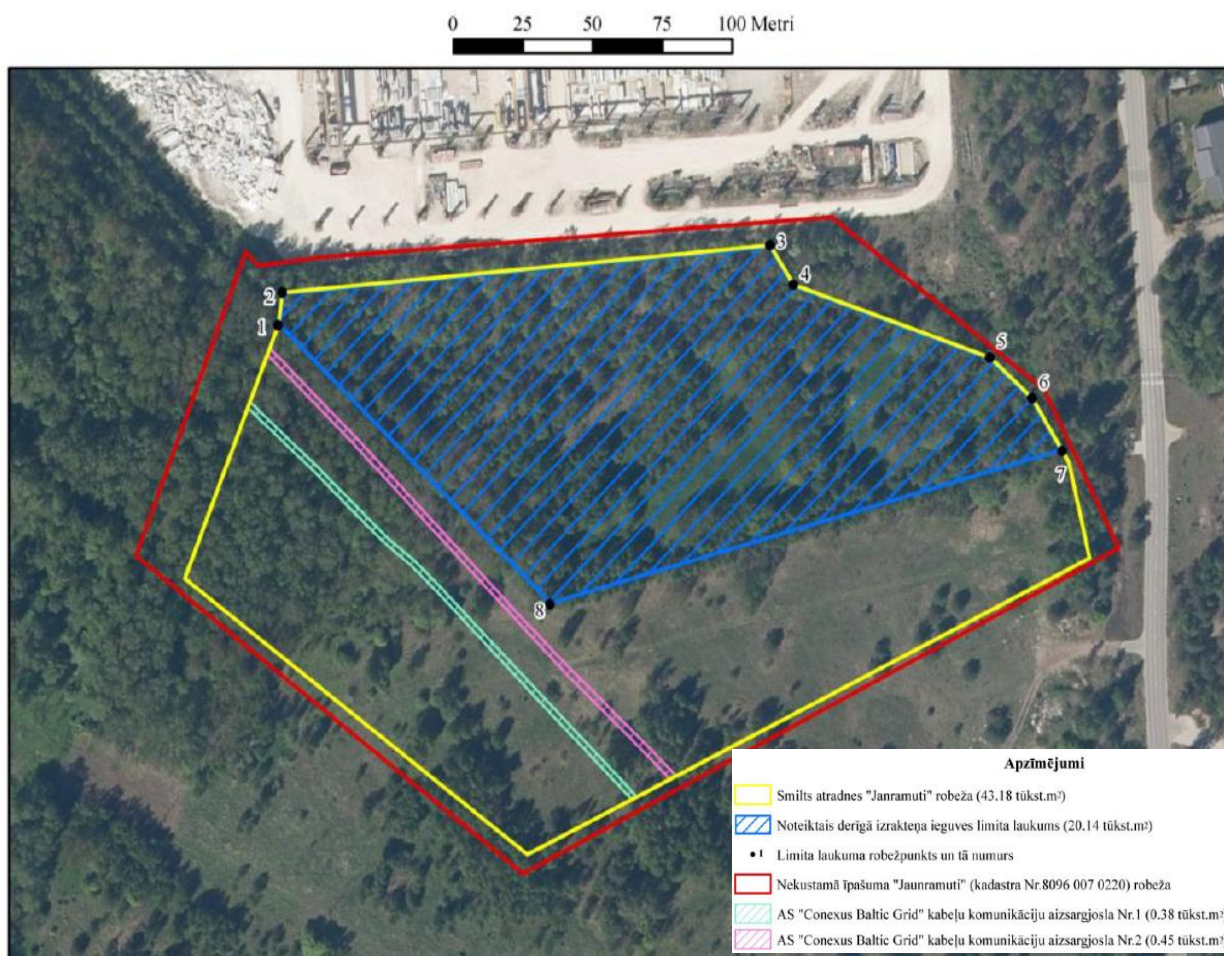 0 25 50 75 100 Metri
3
4
2
1
5
6
7
8
Apzīmējumi
Smilts atradnes "Janramuti" robeža (43.18 tūkst.m²)
Noteiktais derīgā izrakteņa ieguves limita laukums (20.14 tūkst.m²)
1 Limita laukuma robežpunkts un tā numurs
Nekustamā īpašuma "Jaunramuti" (kadastra Nr.8096 007 0220) robeža
AS "Conexus Baltic Grid" kabeļu komunikāciju aizsargjosla Nr.1 (0.38 tūkst.m²
AS "Conexus Baltic Grid" kabeļu komunikāciju aizsargjosla Nr.2 (0.45 tūkst.m²)